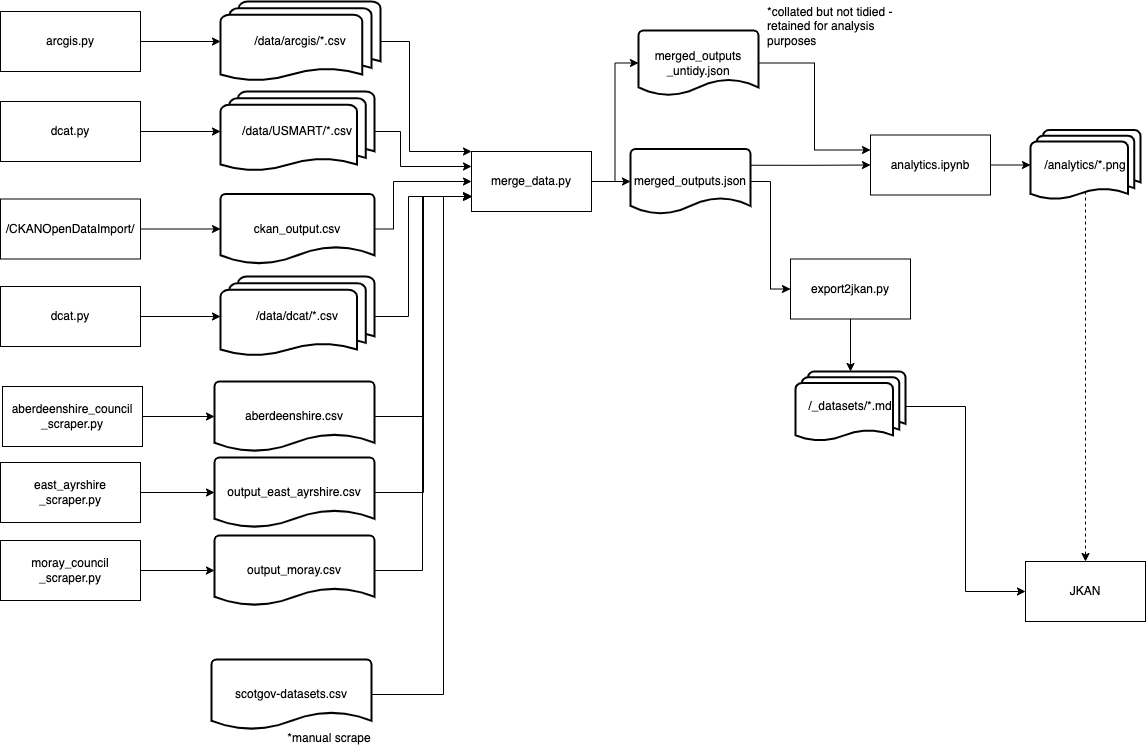 *collated but not tidied -
retained for analysis
purposes
arcgis.py
/data/arcgis/*.csv
merged_outputs
_untidy.json
dcat.py
/data/USMART/*.csv
merge_data.py
merged_outputs.json
analytics.ipynb
/analytics/*.png
/CKANOpenDataImport/
ckan_output.csv
dcat.py
/data/dcat/*.csv
export2jkan.py
aberdeenshire_council
_scraper.py
aberdeenshire.csv
/_datasets/*.md
east_ayrshire
_scraper.py
output_east_ayrshire.csv
moray_council
_scraper.py
output_moray.csv
JKAN
scotgov-datasets.csv
*manual scrape